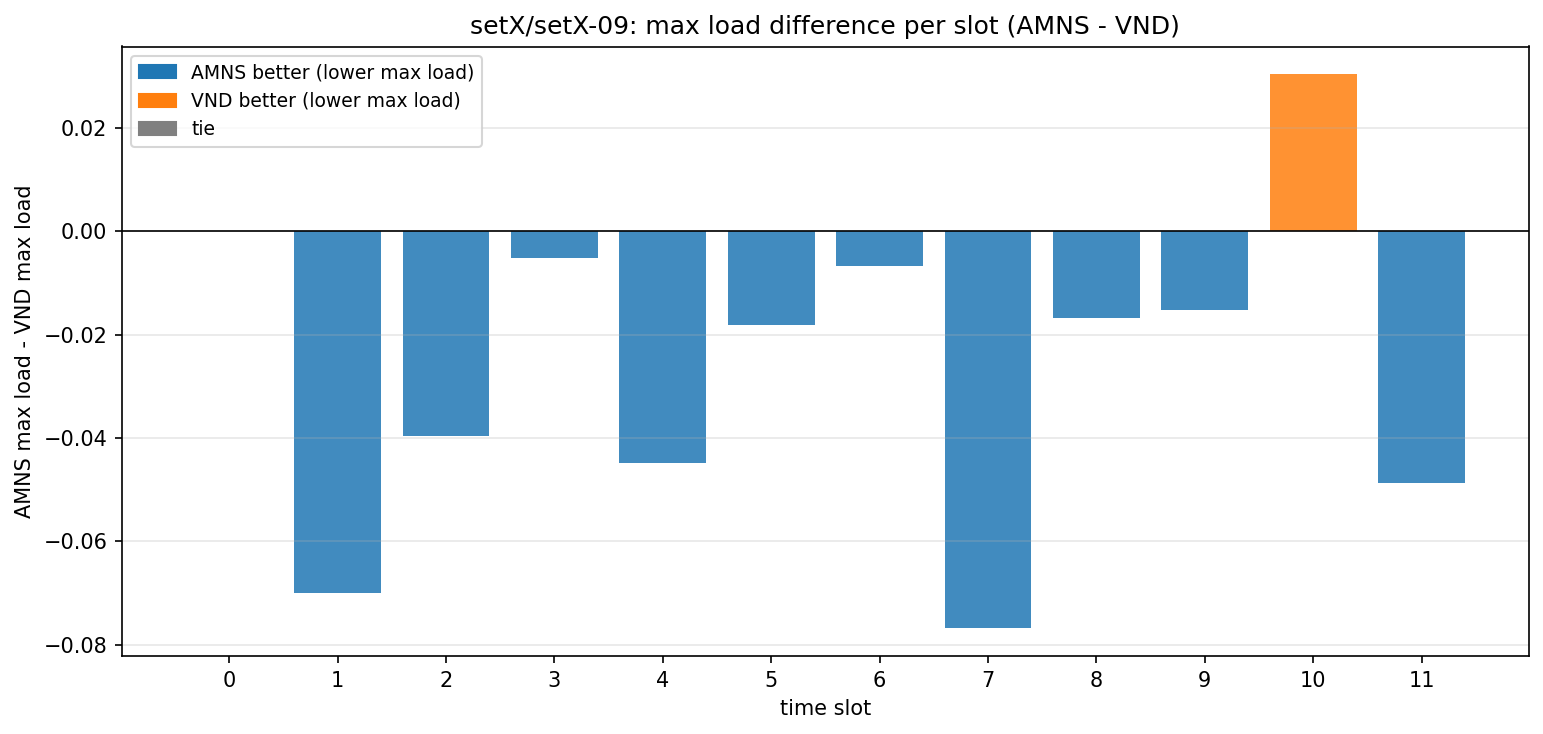 setX/setX-09: max load difference per slot (AMNS - VND)
AMNS better (lower max load)
VND better (lower max load)
tie
AMNS max load - VND max load
0.02
0.00
−0.02
−0.04
−0.06
−0.08
0 1 2 3 4 5 6 7 8 9 10 11
time slot